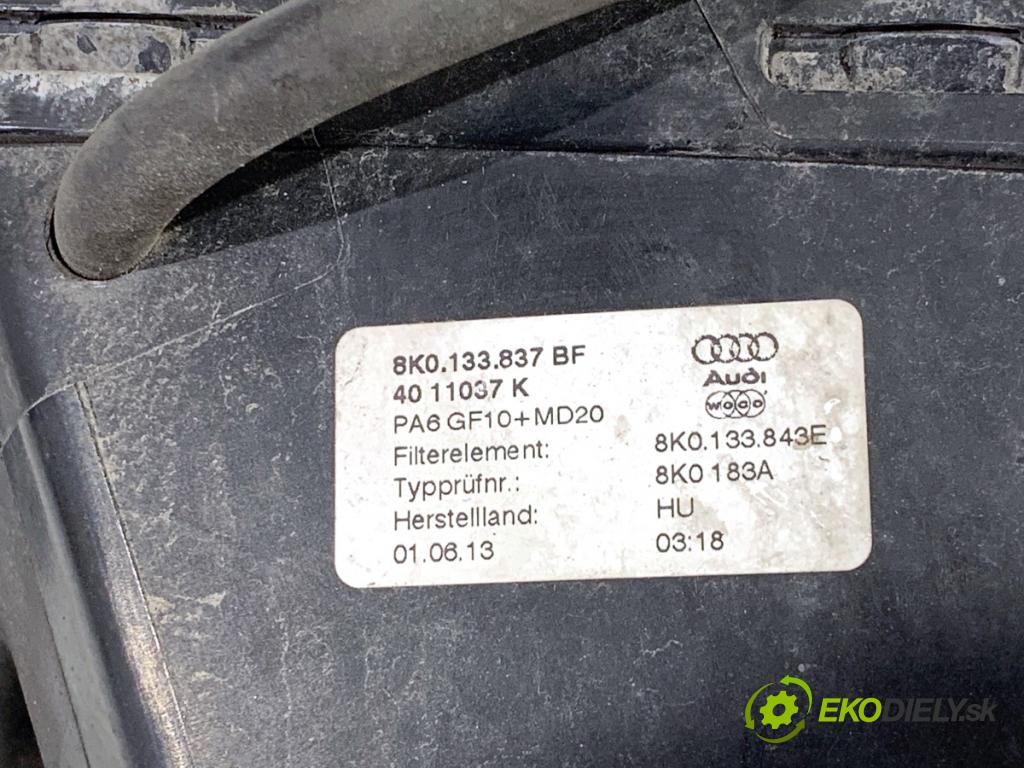 8K0.133.837 BF
40 11037 K
PA6 GF10+MD20
Audi
WOCO
Filterelement: 8K0.133.843E
Typprüfnr.: 8K0 183A
Herstellland: HU
01.06.13 03:18
EKODIELY.sk